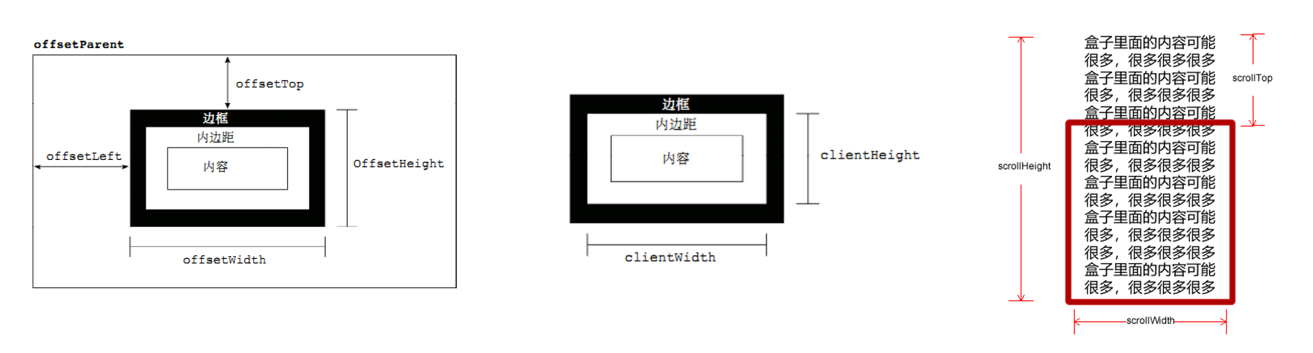 offsetParent
offsetTop
边框
内边距
内容
offsetLeft
OffsetHeight
offsetWidth
边框
内边距
内容
clientHeight
clientWidth
盒子里面的内容可能
很多，很多很多很多
盒子里面的内容可能
很多，很多很多很多
盒子里面的内容可能
很多，很多很多很多
盒子里面的内容可能
很多，很多很多很多
盒子里面的内容可能
很多，很多很多很多
盒子里面的内容可能
很多，很多很多很多
很多，很多很多很多
盒子里面的内容可能
很多，很多很多很多
scrollTop
scrollHeight
scrollWidth